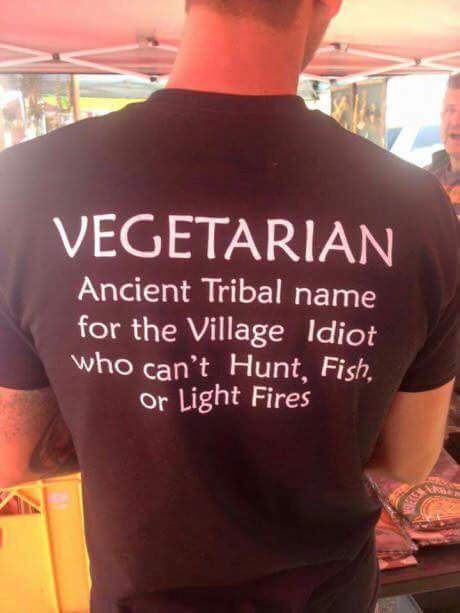 VEGETARIAN
Ancient Tribal name
for the Village Idiot
who can't Hunt, Fish,
or Light Fires